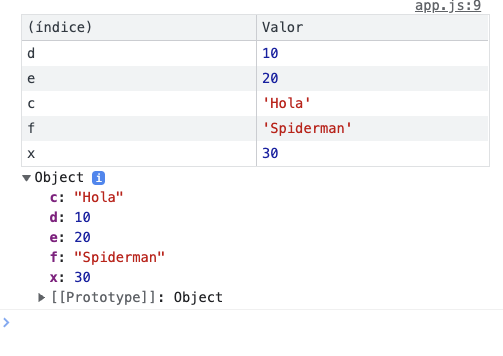 app.js:9
(índice) Valor
d 10
e 20
c 'Hola'
f 'Spiderman'
x 30
▼Object i
c: "Hola"
d: 10
e: 20
f: "Spiderman"
x: 30
▶[[Prototype]]: Object
>